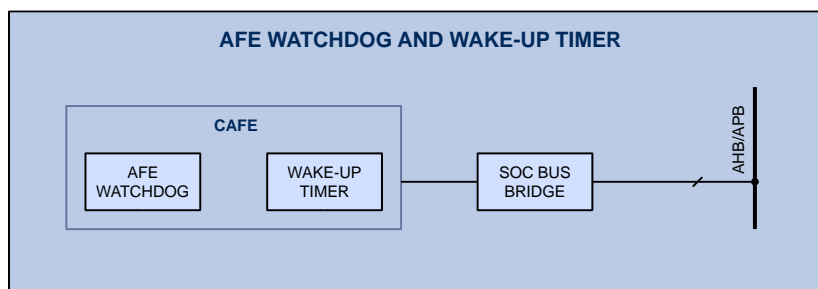 AFE WATCHDOG AND WAKE-UP TIMER
CAFE
AFE
WATCHDOG
WAKE-UP
TIMER
SOC BUS
BRIDGE
AHB/APB